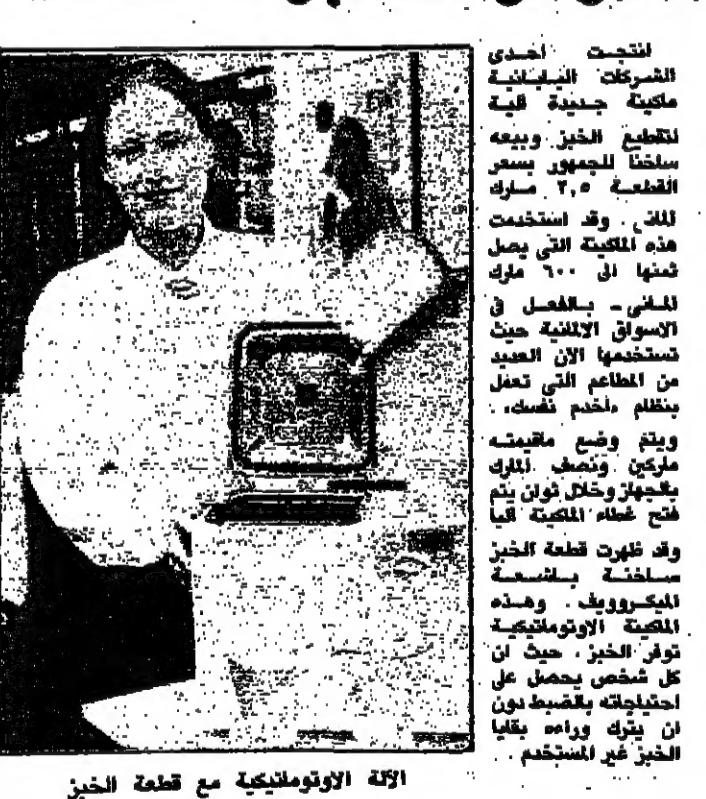 انتجت احدى
الشركات اليابانية
ماكينة جديدة آلية
لتقطيع الخبز وبيعه
ساخنا للجمهور بسعر
القطعة ٢,٥ مارك
المانى. وقد استخدمت
هذه الماكينة التى يصل
ثمنها الى ٦٠٠ مارك
المانى - بالفعل فى
الاسواق الالمانية حيث
تستخدمها الآن العديد
من المطاعم التى تعمل
بنظام «اخدم نفسك».
ويتم وضع ماقيمته
ماركين ونصف المارك
بالجهاز وخلال ثوان يتم
فتح غطاء الماكينة آليا
وقد ظهرت قطعة الخبز
ساخنة باشعة
الميكروويف. وهذه
الماكينة الاوتوماتيكية
توفر الخبز، حيث ان
كل شخص يحصل على
احتياجاته بالضبط دون
ان يترك وراءه بقايا
الخبز غير المستخدم..
الآلة الاوتوماتيكية مع قطعة الخبز